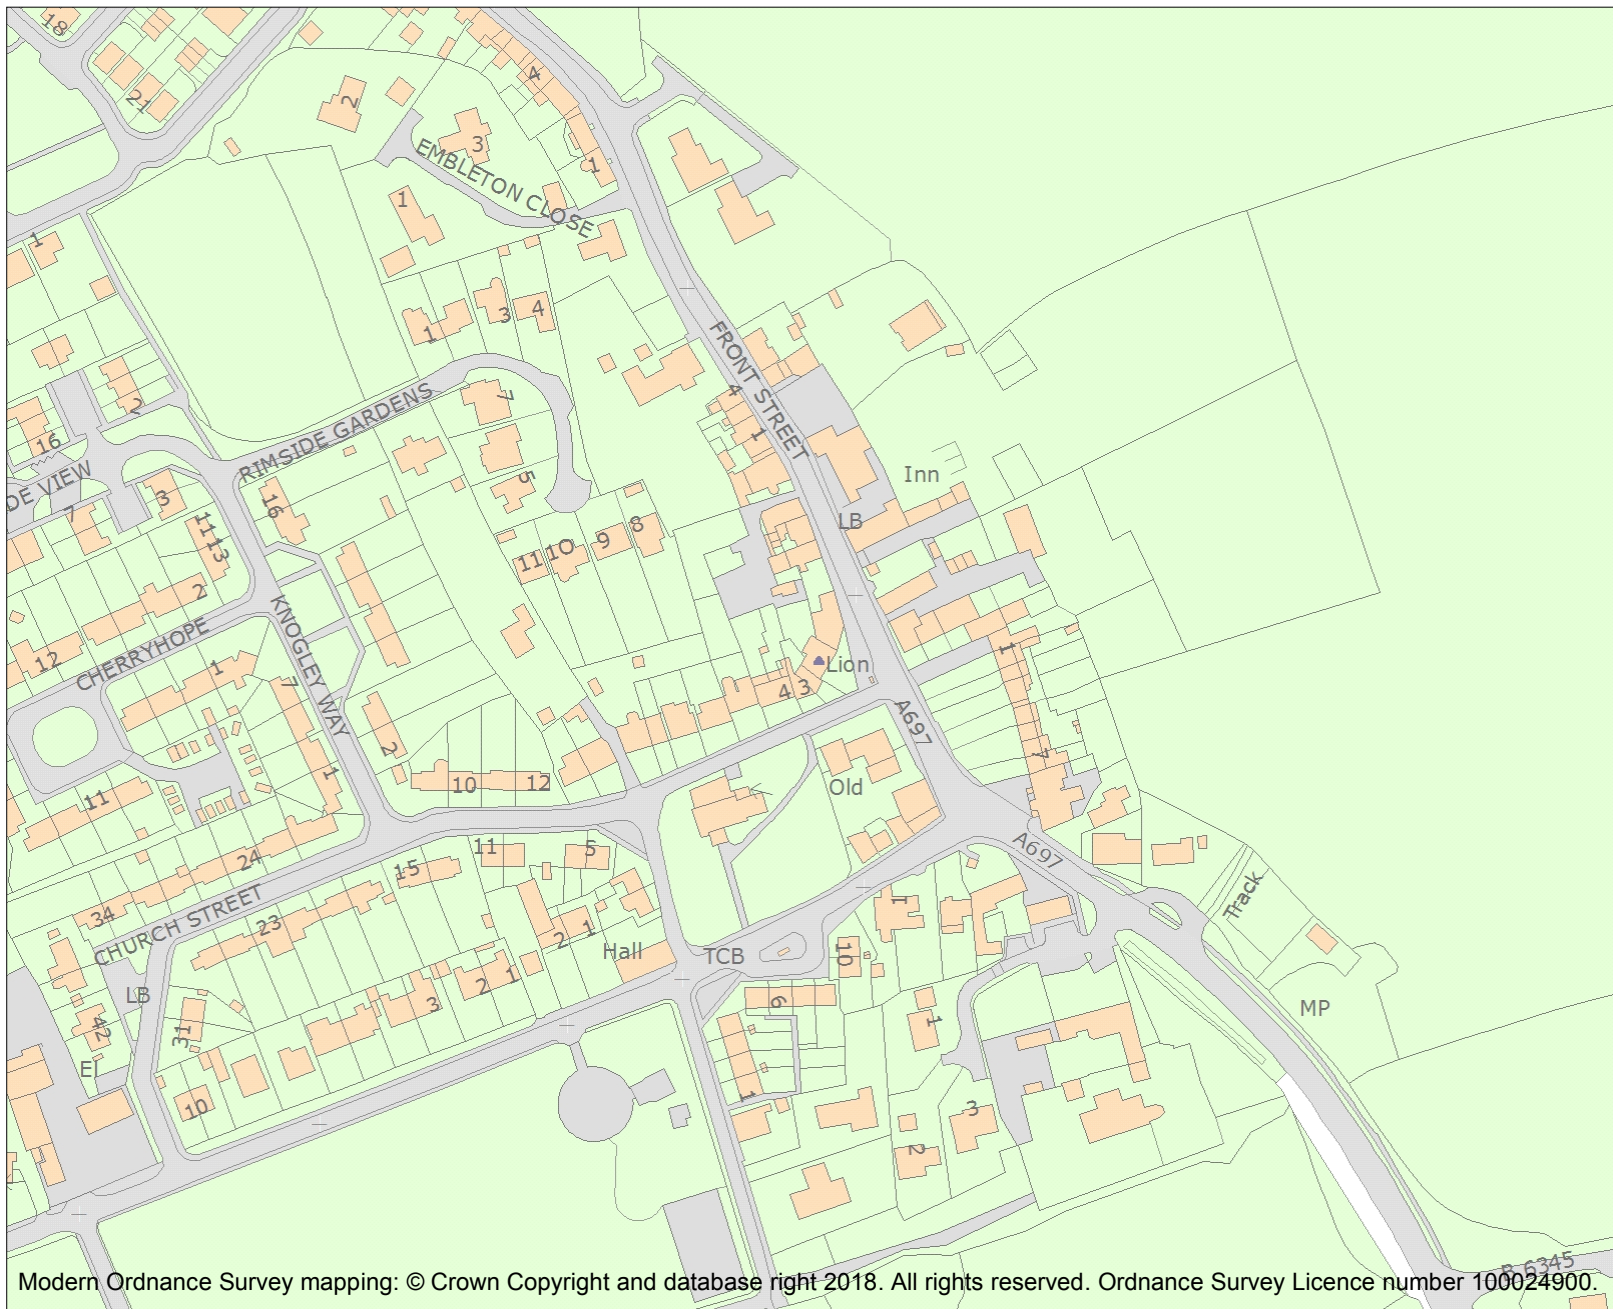 18
21
2
4
3
EMBLETON CLOSE
1
1
1
1
3
4
FRONT STREET
4
1
7
RIMSIDE GARDENS
2
16
DE VIEW
7
3
16
11
13
5
Inn
LB
8
9
10
11
2
12
CHERRYHOPE
KNOGLEY WAY
1
7
1
Lion
4
3
A697
2
10
12
1
11
Old
7
A697
11
5
24
15
34
CHURCH STREET
23
2
1
Hall
TCB
10
1
Track
LB
42
31
3
2
1
6
1
MP
El
10
1
3
2
B 6345
Modern Ordnance Survey mapping: © Crown Copyright and database right 2018. All rights reserved. Ordnance Survey Licence number 100024900.